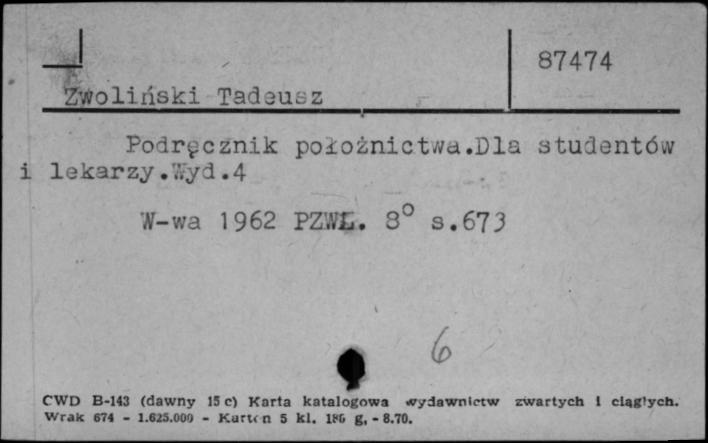 87474
Zwoliński Tadeusz
Podręcznik położnictwa.Dla studentów
i lekarzy.Wyd.4
W-wa 1962 PZWL. 8° s.673
6
CWD B-143 (dawny 15 c) Karta katalogowa wydawnictw zwartych i ciągłych.
Wrak 674 - 1.625.000 - Karton 5 kl. 180 g, - 8.70.